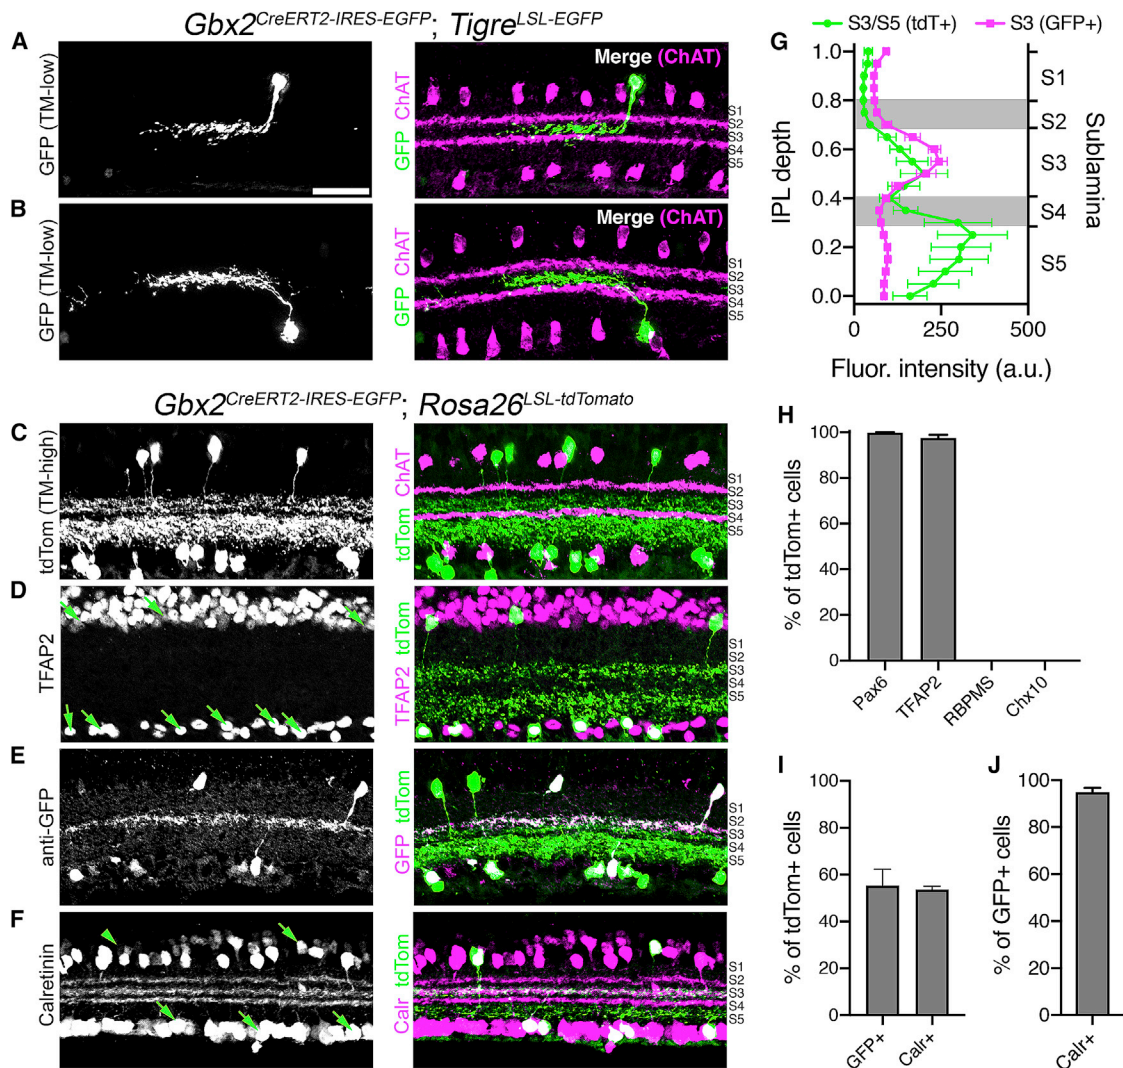 Gbx2CreERT2-IRES-EGFP; TigreLSL-EGFP
A
GFP (TM-low)
GFP ChAT
Merge (ChAT)
S1
S2
S3
S4
S5
B
GFP (TM-low)
GFP ChAT
Merge (ChAT)
S1
S2
S3
S4
S5
Gbx2CreERT2-IRES-EGFP; Rosa26LSL-tdTomato
C
tdTom (TM-high)
tdTom ChAT
S1
S2
S3
S4
S5
D
TFAP2
TFAP2 tdTom
S1
S2
S3
S4
S5
E
anti-GFP
GFP tdTom
S1
S2
S3
S4
S5
F
Calretinin
Calr tdTom
S1
S2
S3
S4
S5
G
S3/S5 (tdT+) S3 (GFP+)
IPL depth
1.0
0.8
0.6
0.4
0.2
0.0
S1
S2
S3
S4
S5
Sublamina
0 250 500
Fluor. intensity (a.u.)
H
% of tdTom+ cells
100
80
60
40
20
0
Pax6 TFAP2 RBPMS Chx10
I
% of tdTom+ cells
100
80
60
40
20
0
GFP+ Calr+
J
% of GFP+ cells
100
80
60
40
20
0
Calr+